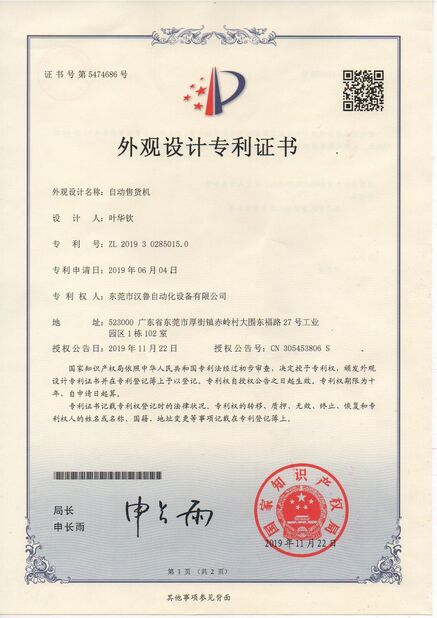 证书号第5474686号
外观设计专利证书
外观设计名称：自动售货机
设计人：叶华钦
专利号：ZL 2019 3 0285015.0
专利申请日：2019年06月04日
专利权人：东莞市汉鲁自动化设备有限公司
地址：523000 广东省东莞市厚街镇赤岭村大围东福路27号工业
园区1栋102室
授权公告日：2019年11月22日 授权公告号：CN 305453806 S
国家知识产权局依照中华人民共和国专利法经过初步审查，决定授予专利权，颁发外观
设计专利证书并在专利登记簿上予以登记。专利权自授权公告之日起生效。专利权期限为十
年，自申请日起算。
专利证书记载专利权登记时的法律状况。专利权的转移、质押、无效、终止、恢复和专
利权人的姓名或名称、国籍、地址变更等事项记载在专利登记簿上。
局长
申长雨
申长雨
国家知识产权局
2019年11月22日
第1页（共2页）
其他事项参见背面